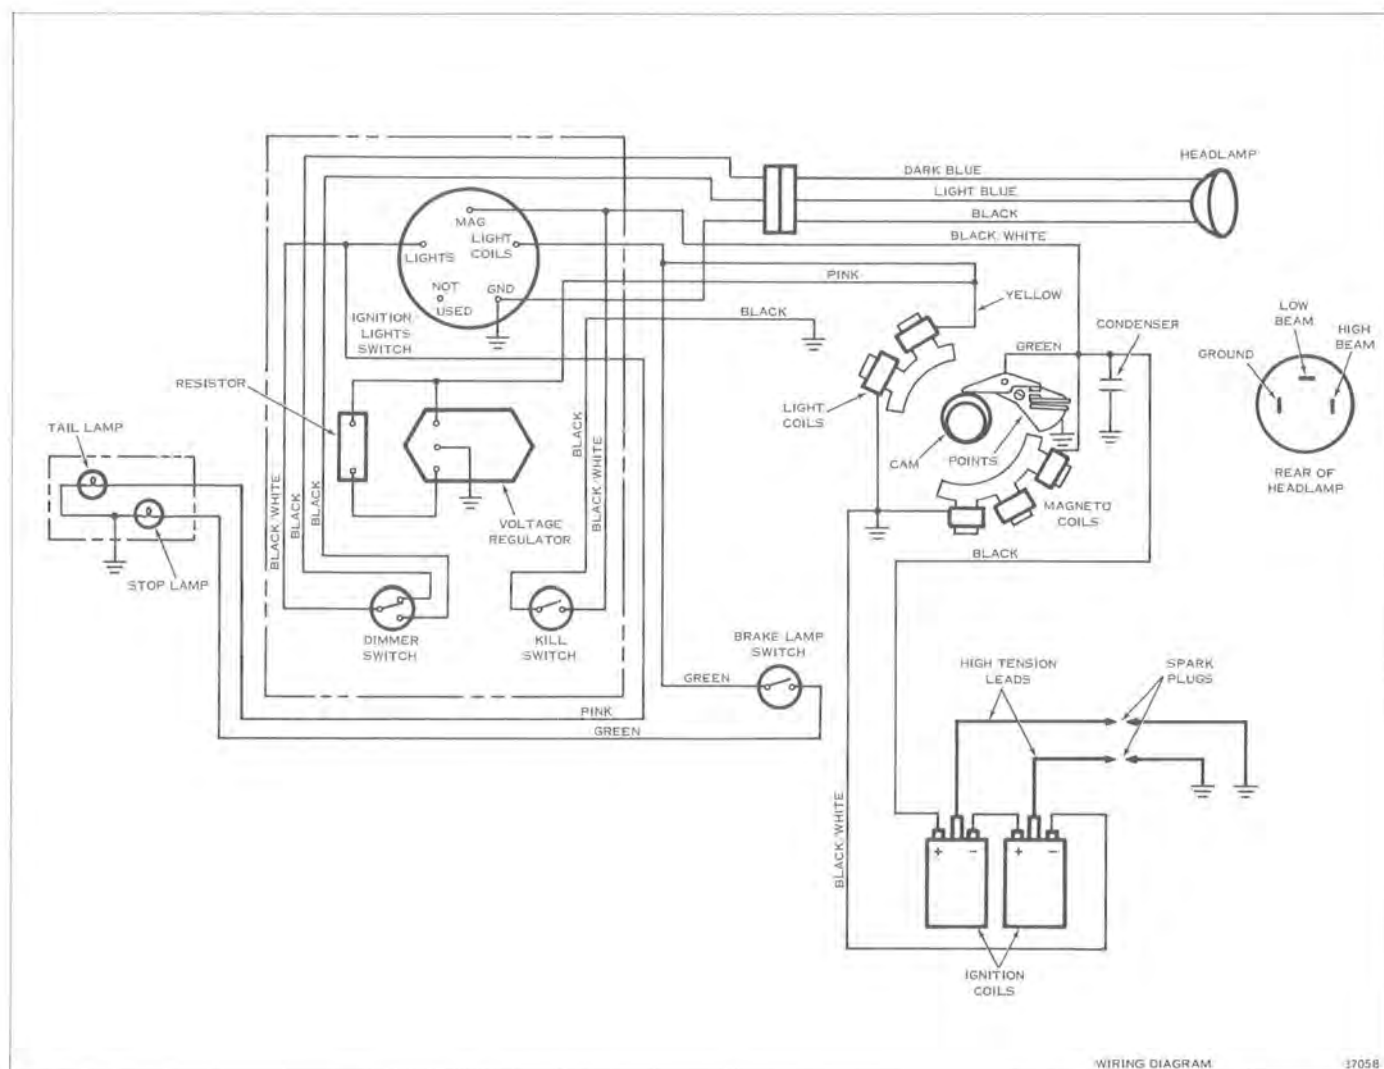 HEADLAMP
DARK BLUE
LIGHT BLUE
BLACK
BLACK/WHITE
MAG
LIGHT
COILS
LIGHTS
NOT
USED
GND
IGNITION/
LIGHTS
SWITCH
PINK
YELLOW
BLACK
CONDENSER
GREEN
LOW
BEAM
HIGH
BEAM
GROUND
REAR OF
HEADLAMP
RESISTOR
LIGHT
COILS
CAM
POINTS
MAGNETO
COILS
TAIL LAMP
STOP LAMP
BLACK/WHITE
BLACK
BLACK
VOLTAGE
REGULATOR
BLACK
BLACK/WHITE
BLACK
DIMMER
SWITCH
KILL
SWITCH
BRAKE LAMP
SWITCH
GREEN
PINK
GREEN
HIGH TENSION
LEADS
SPARK
PLUGS
BLACK/WHITE
+
-
+
-
IGNITION
COILS
WIRING DIAGRAM
37058